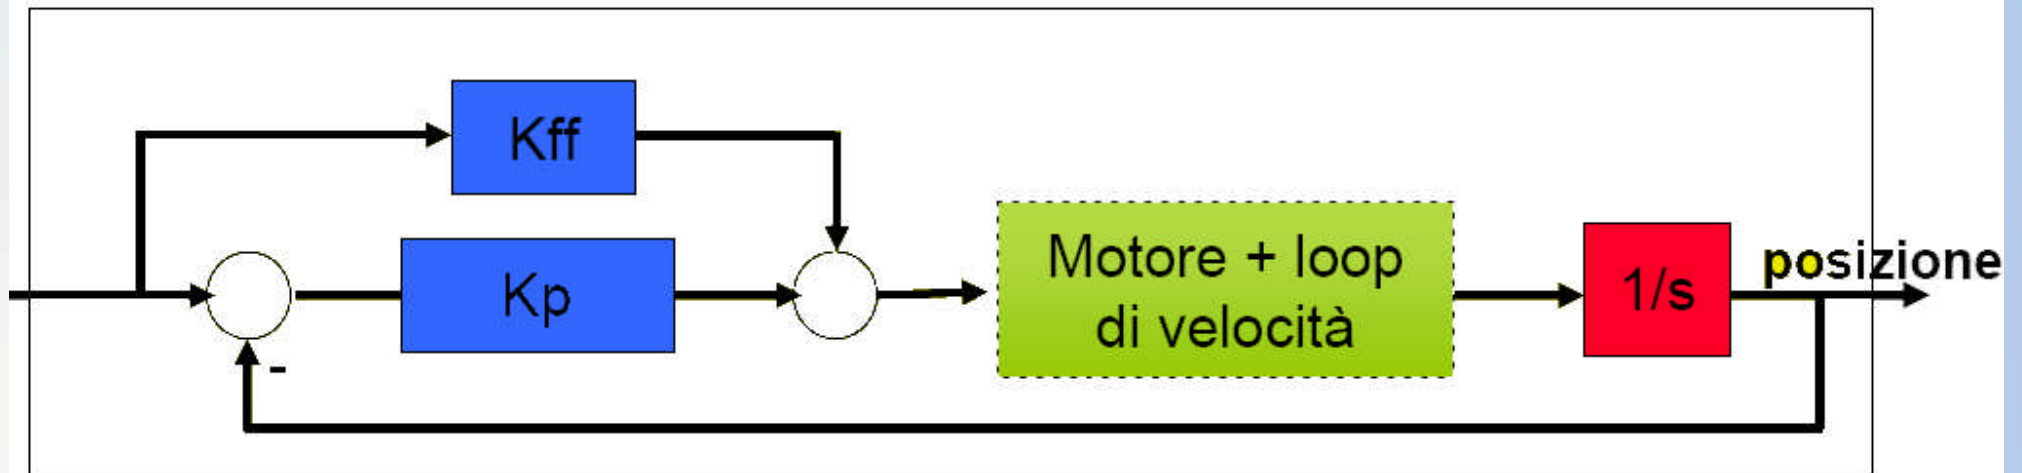 Kff
Kp
-
Motore + loop
di velocità
1/s
posizione